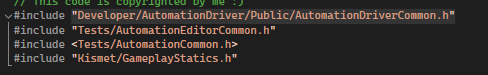 // This code is copyrighted by me :)
#include "Developer/AutomationDriver/Public/AutomationDriverCommon.h"
#include "Tests/AutomationEditorCommon.h"
#include <Tests/AutomationCommon.h>
#include "Kismet/GameplayStatics.h"